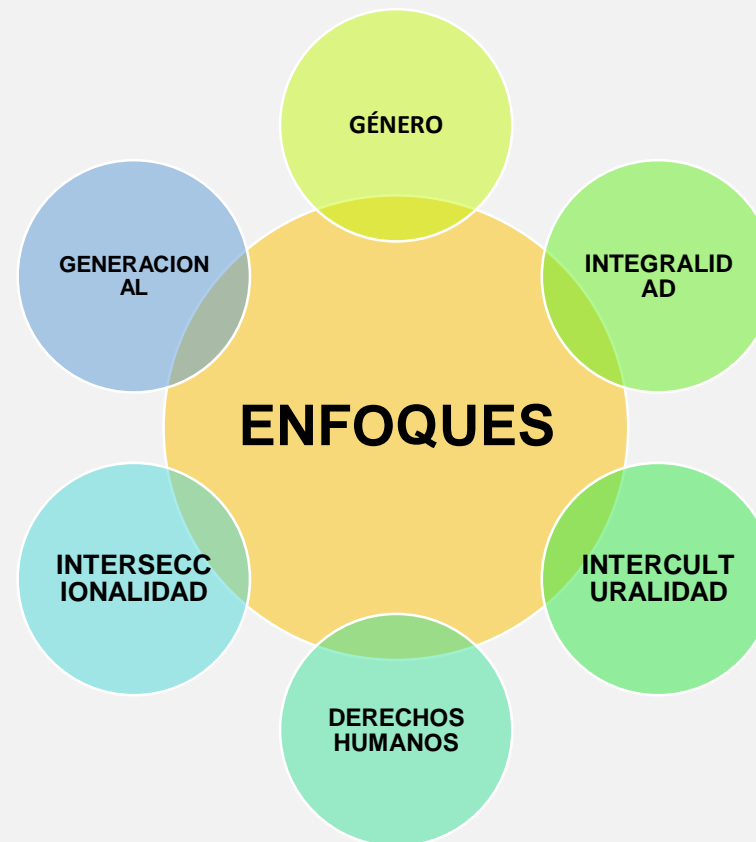 GÉNERO
GENERACION
AL
INTEGRALID
AD
ENFOQUES
INTERSECC
IONALIDAD
INTERCULT
URALIDAD
DERECHOS
HUMANOS